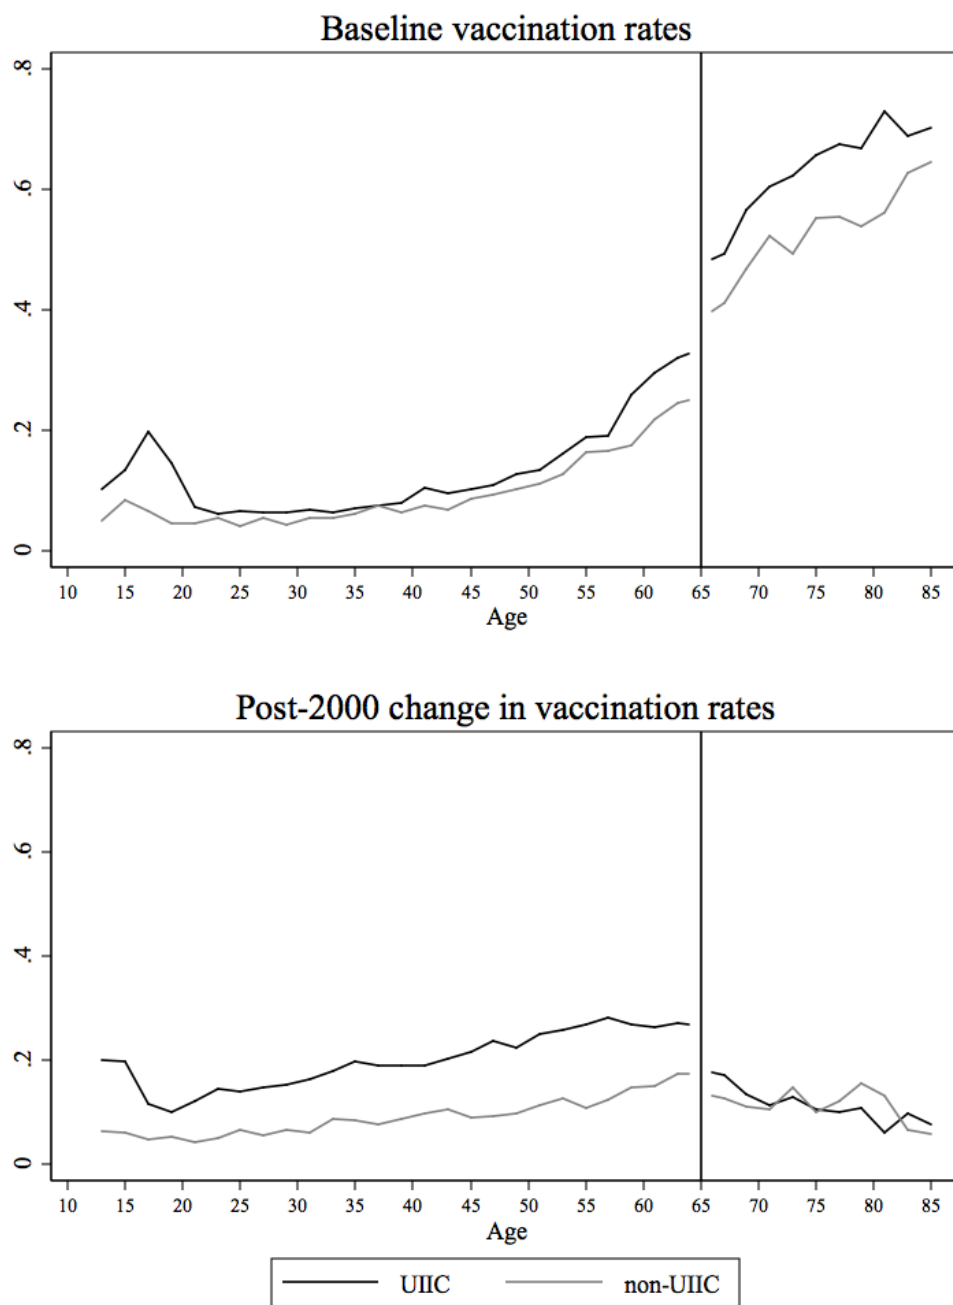 Baseline vaccination rates
.8
.6
.4
.2
0
10 15 20 25 30 35 40 45 50 55 60 65 70 75 80 85
Age
Post-2000 change in vaccination rates
.8
.6
.4
.2
0
10 15 20 25 30 35 40 45 50 55 60 65 70 75 80 85
Age
UIIC non-UIIC